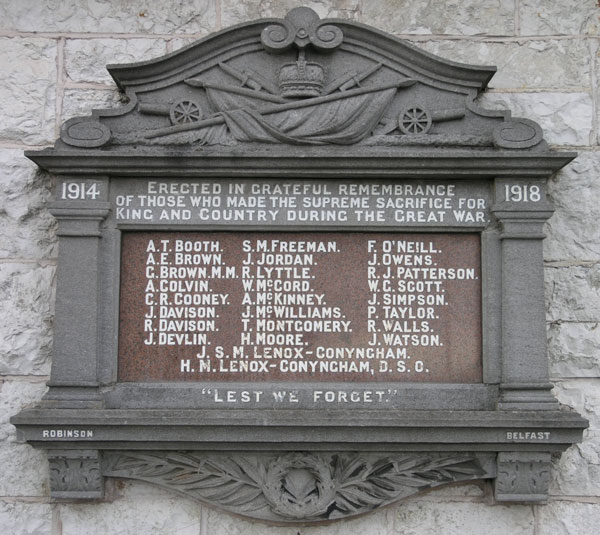 1914
1918
ERECTED IN GRATEFUL REMEMBRANCE
OF THOSE WHO MADE THE SUPREME SACRIFICE FOR
KING AND COUNTRY DURING THE GREAT WAR.
A.T. BOOTH. S.M. FREEMAN. F. O'NEILL.
A.E. BROWN. J. JORDAN. J. OWENS.
G. BROWN. M.M. R. LYTTLE. R.J. PATTERSON.
A. COLVIN. W. McCORD. W.G. SCOTT.
C.R. COONEY. A. McKINNEY. J. SIMPSON.
J. DAVISON. J. McWILLIAMS. P. TAYLOR.
R. DAVISON. T. MONTGOMERY. R. WALLS.
J. DEVLIN. H. MOORE. J. WATSON.
J. S. M. LENOX-CONYNGHAM.
H. M. LENOX-CONYNGHAM, D. S. O.
"LEST WE FORGET."
ROBINSON
BELFAST